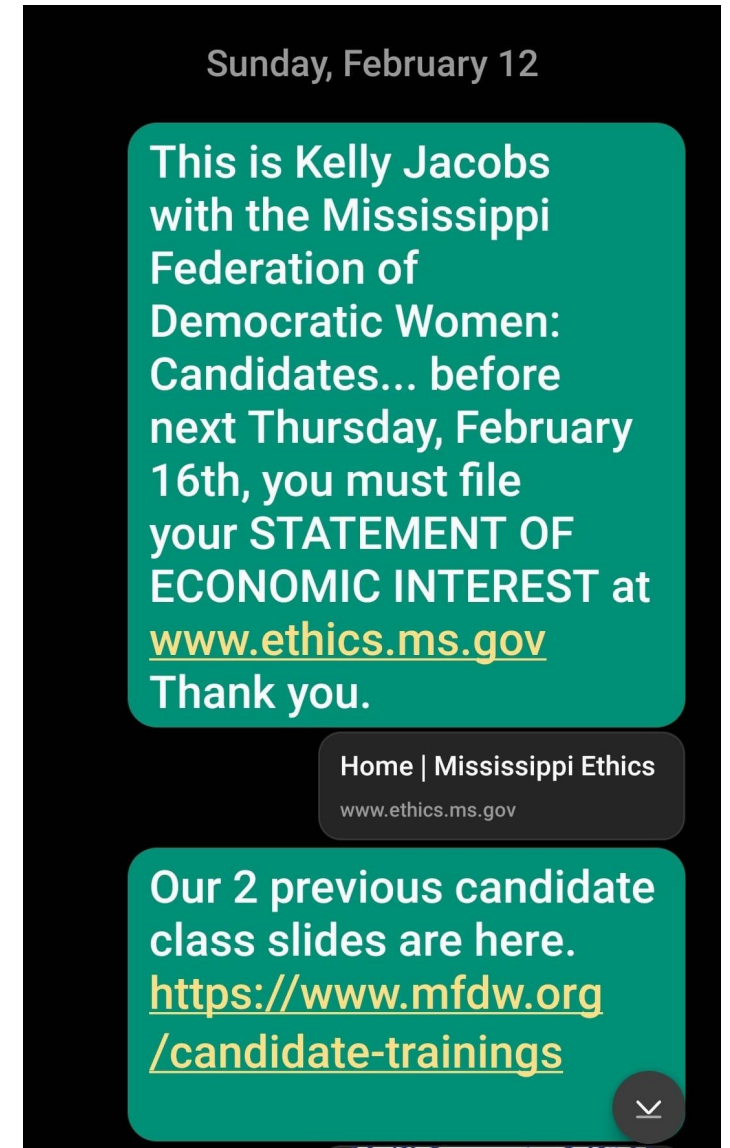 Sunday, February 12
This is Kelly Jacobs
with the Mississippi
Federation of
Democratic Women:
Candidates... before
next Thursday, February
16th, you must file
your STATEMENT OF
ECONOMIC INTEREST at
www.ethics.ms.gov
Thank you.
Home | Mississippi Ethics
www.ethics.ms.gov
Our 2 previous candidate
class slides are here.
https://www.mfdw.org
/candidate-trainings